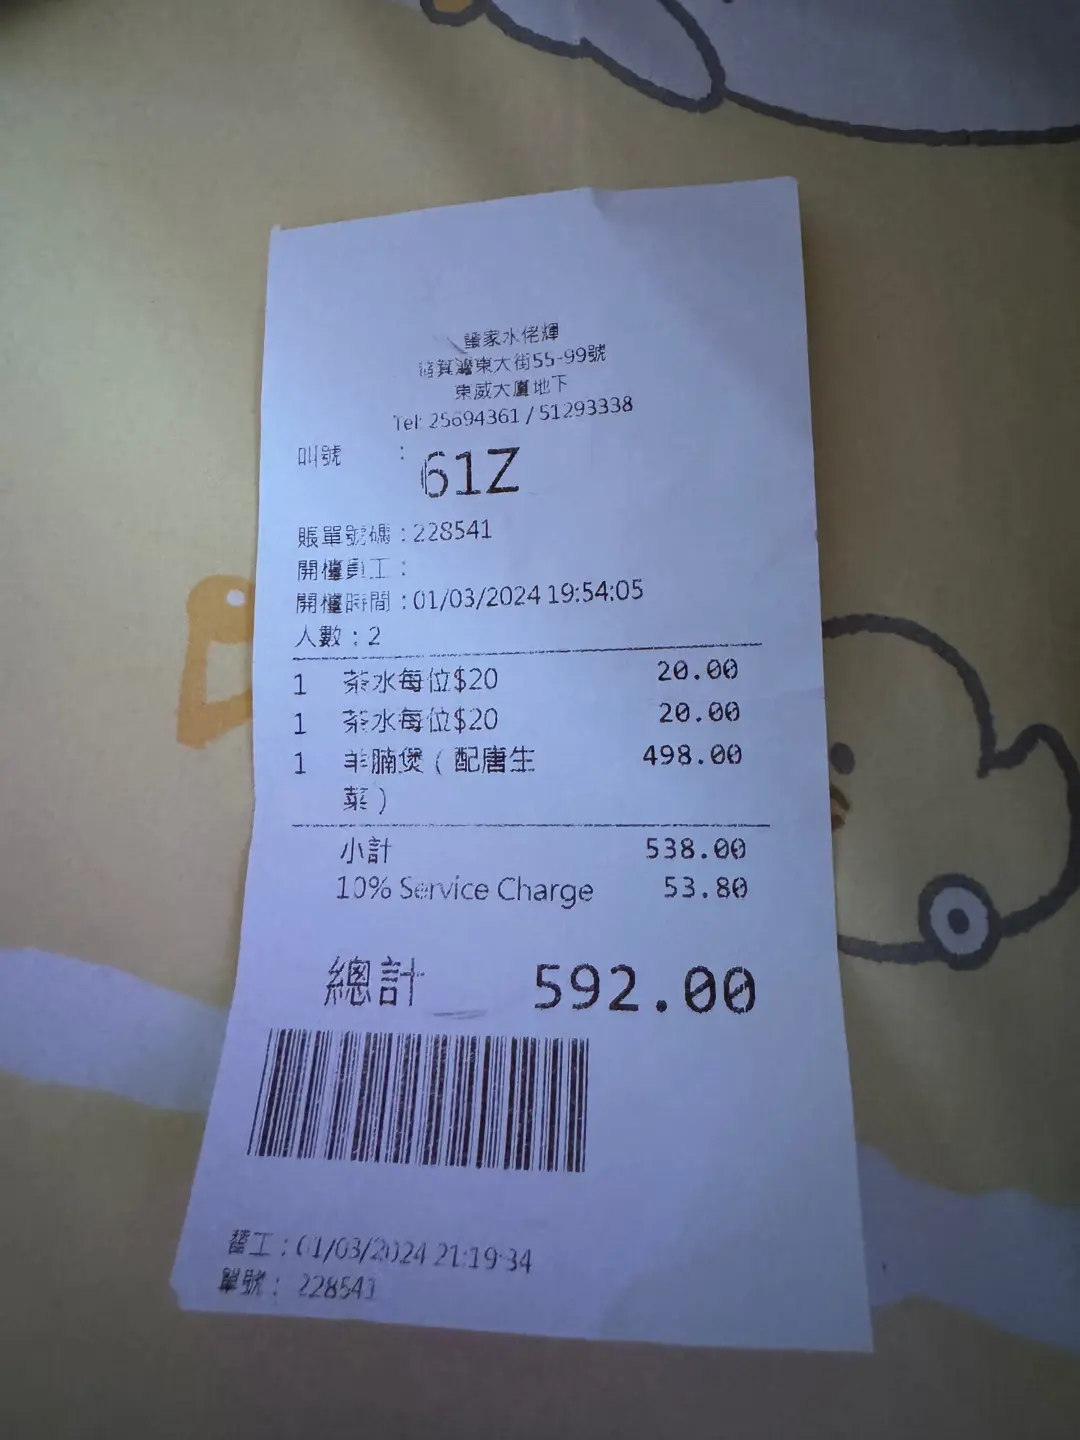 蜑家水佬輝
筲箕灣東大街55-99號
東威大廈地下
Tel: 25694361 / 51293338
叫號 : 61Z
賬單號碼 : 228541
開檯員工 :
開檯時間 : 01/03/2024 19:54:05
人數 : 2
1 茶水每位$20 20.00
1 茶水每位$20 20.00
1 羊腩煲 ( 配唐生 498.00
菜 )
小計 538.00
10% Service Charge 53.80
總計 592.00
: 01/03/2024 21:19:34
單號 : 228541